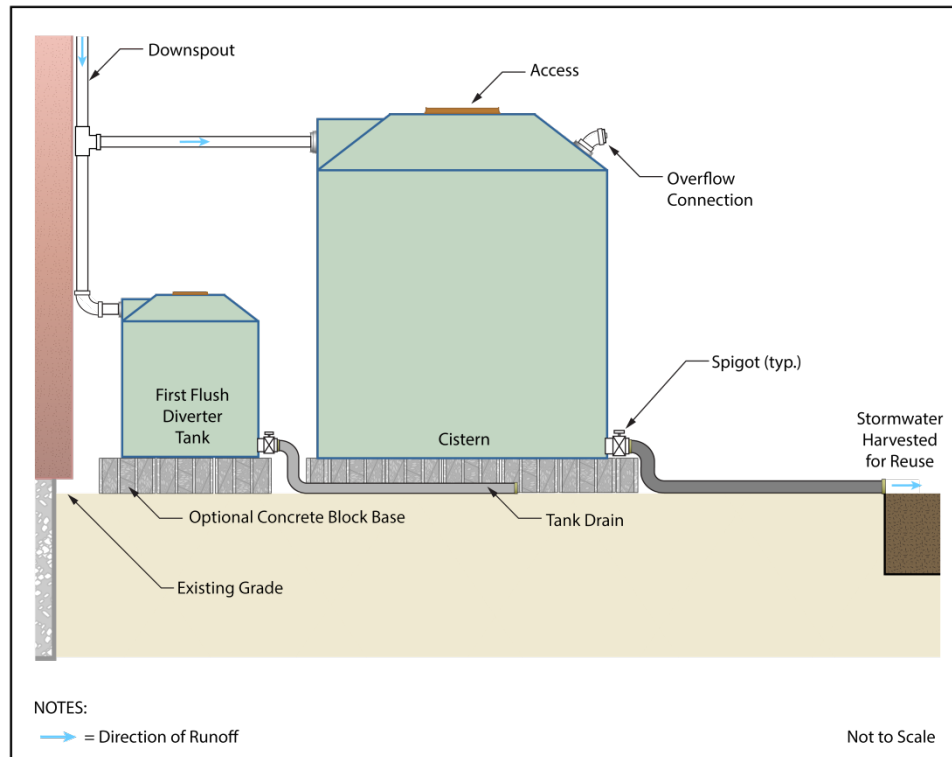 Downspout
Access
Overflow
Connection
Spigot (typ.)
First Flush
Diverter
Tank
Cistern
Stormwater
Harvested
for Reuse
Optional Concrete Block Base
Tank Drain
Existing Grade
NOTES:
= Direction of Runoff
Not to Scale